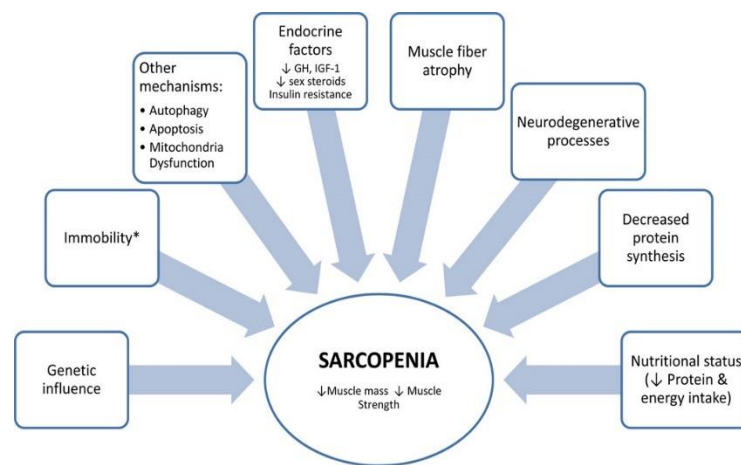 Endocrine
factors
↓ GH, IGF-1
↓ sex steroids
Insulin resistance
Muscle fiber
atrophy
Other
mechanisms:
• Autophagy
• Apoptosis
• Mitochondria
Dysfunction
Neurodegenerative
processes
Immobility*
Decreased
protein
synthesis
Genetic
influence
SARCOPENIA
↓Muscle mass ↓ Muscle
Strength
Nutritional status
(↓ Protein &
energy intake)